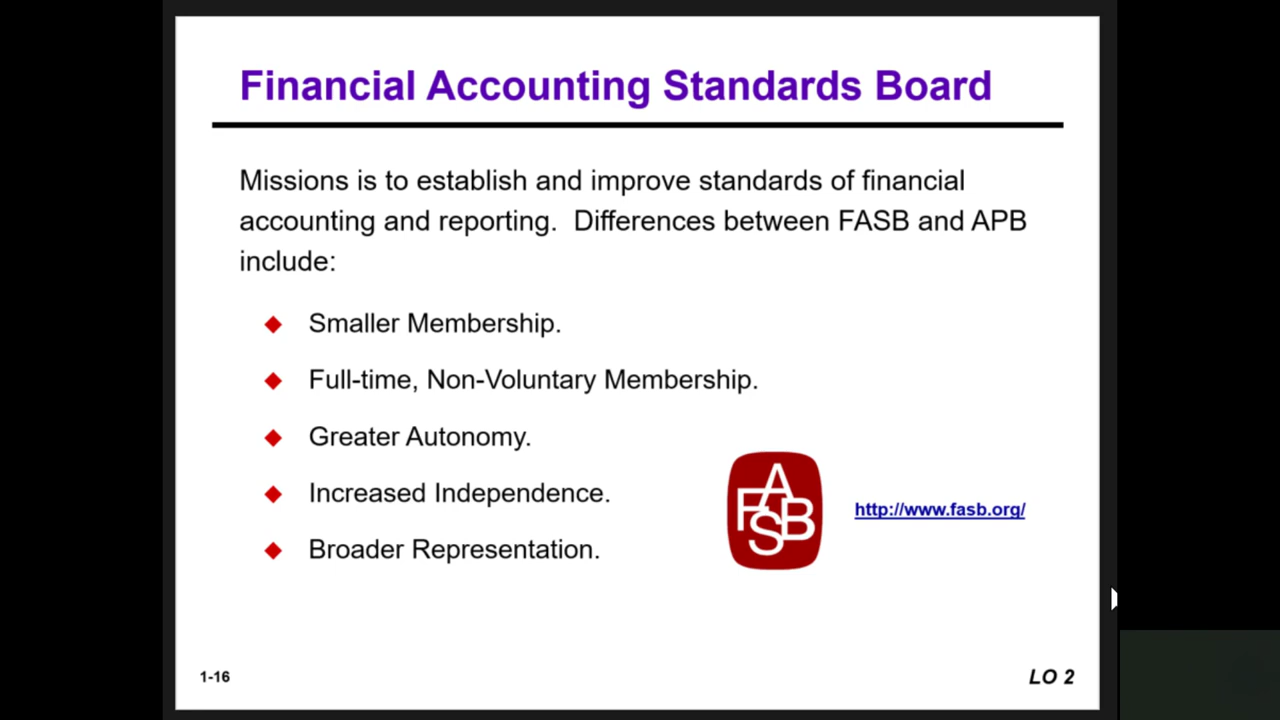 Financial Accounting Standards Board
Missions is to establish and improve standards of financial
accounting and reporting. Differences between FASB and APB
include:
Smaller Membership.
Full-time, Non-Voluntary Membership.
Greater Autonomy.
Increased Independence.
Broader Representation.
FASB
http://www.fasb.org/
1-16
LO 2